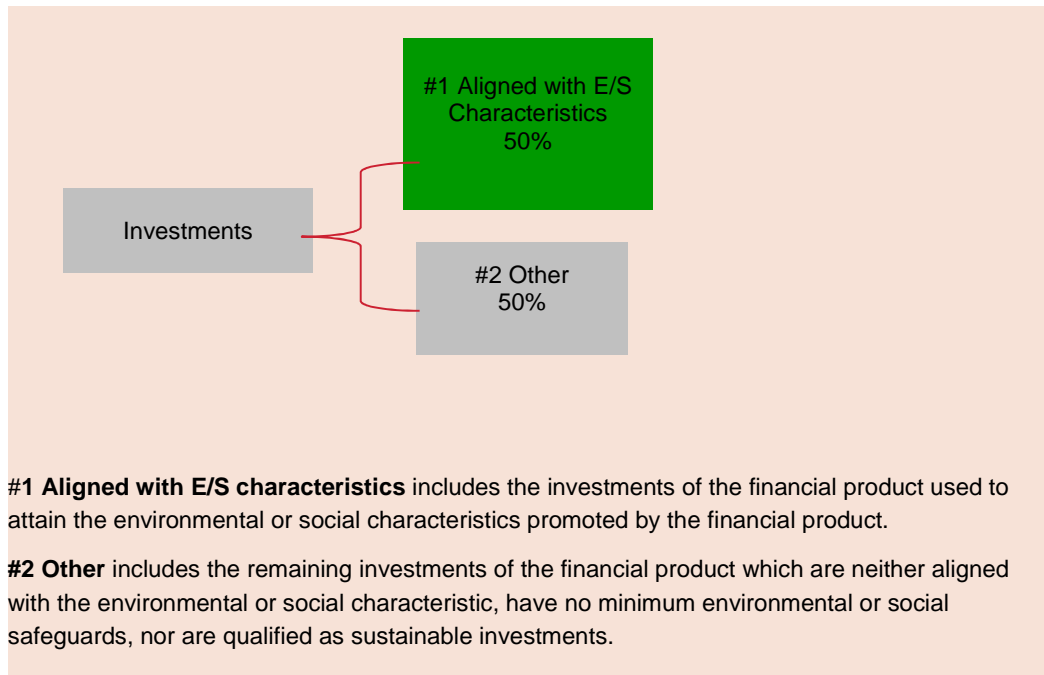 #1 Aligned with E/S
Characteristics
50%
Investments
#2 Other
50%
#1 Aligned with E/S characteristics includes the investments of the financial product used to
attain the environmental or social characteristics promoted by the financial product.
#2 Other includes the remaining investments of the financial product which are neither aligned
with the environmental or social characteristic, have no minimum environmental or social
safeguards, nor are qualified as sustainable investments.